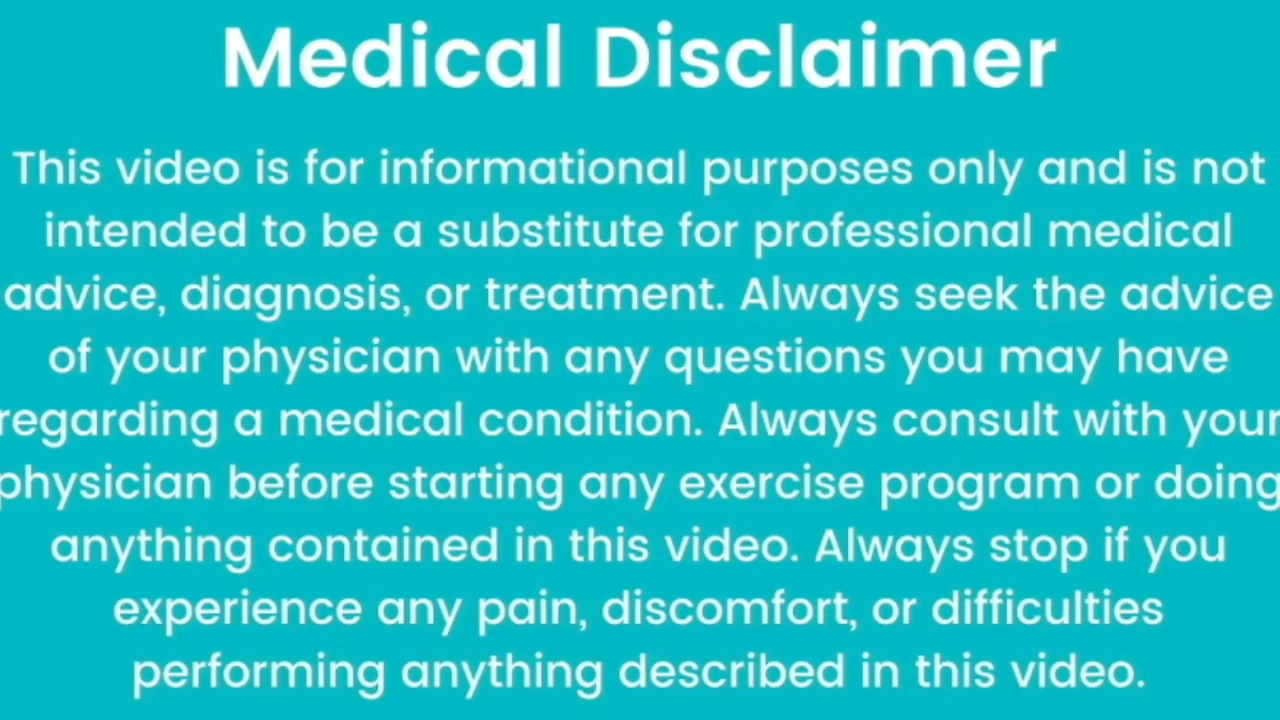 Medical Disclaimer
This video is for informational purposes only and is not
intended to be a substitute for professional medical
advice, diagnosis, or treatment. Always seek the advice
of your physician with any questions you may have
regarding a medical condition. Always consult with your
physician before starting any exercise program or doing
anything contained in this video. Always stop if you
experience any pain, discomfort, or difficulties
performing anything described in this video.